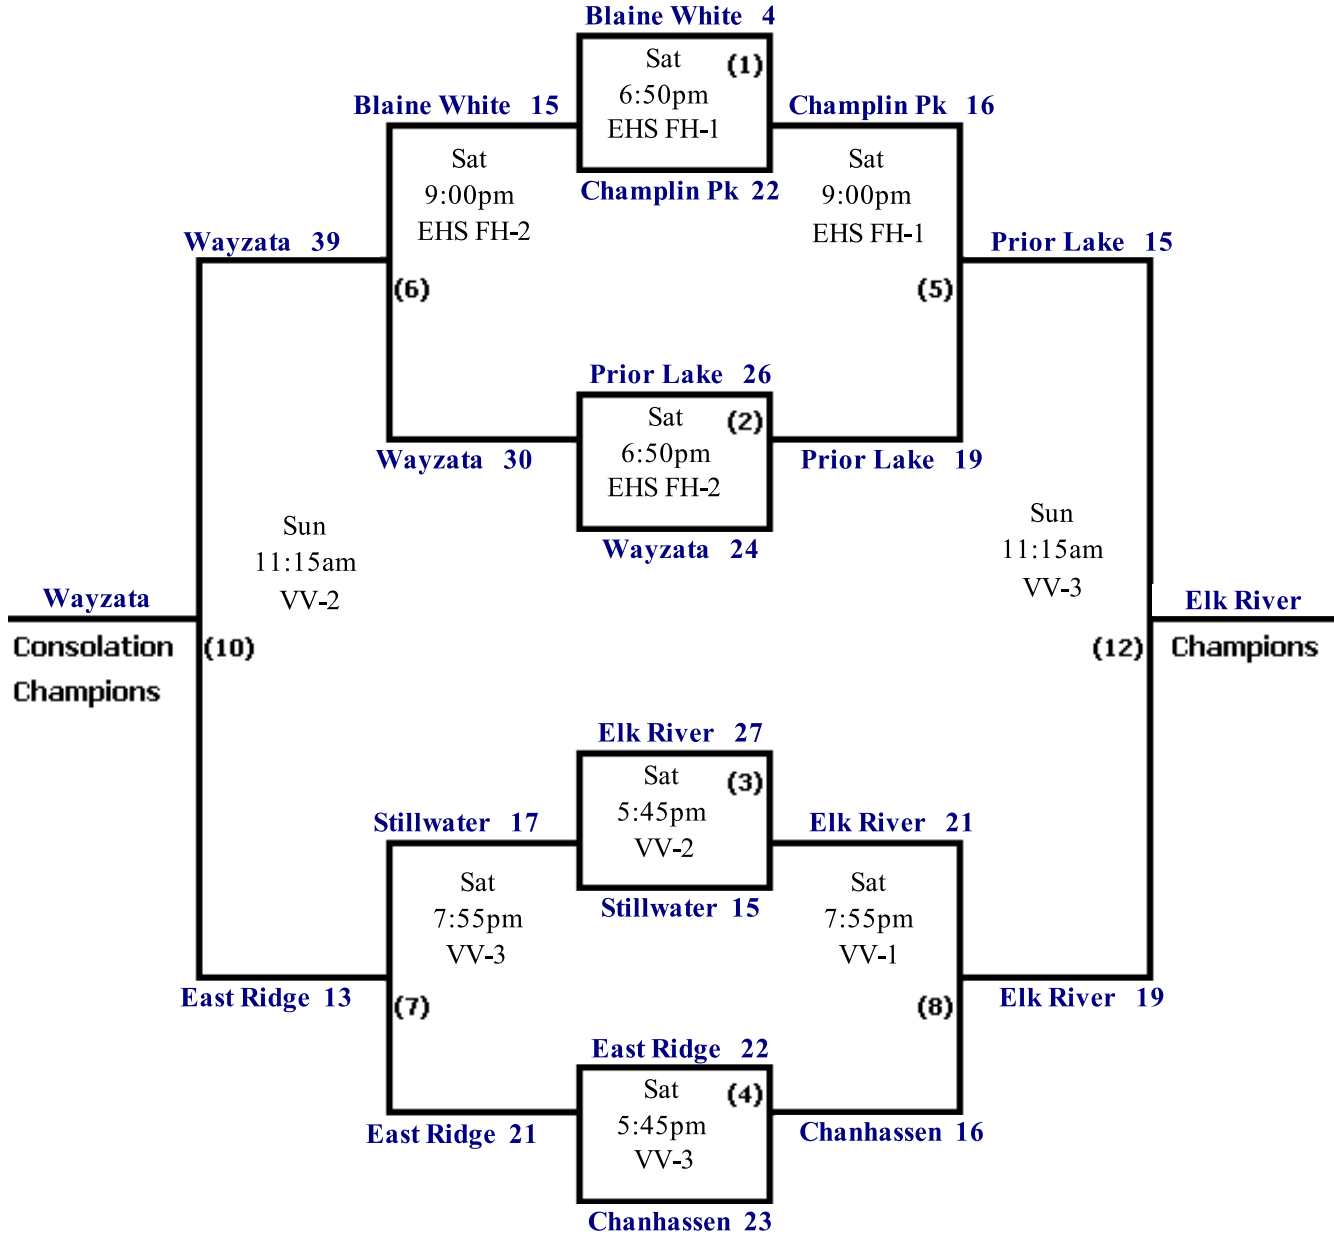 Blaine White 4
Sat
(1)
6:50pm
EHS FH-1
Champlin Pk 22
Blaine White 15
Champlin Pk 16
Sat
9:00pm
EHS FH-2
Sat
9:00pm
EHS FH-1
Wayzata 39
Prior Lake 15
(6)
(5)
Prior Lake 26
Sat
(2)
6:50pm
EHS FH-2
Wayzata 24
Wayzata 30
Prior Lake 19
Sun
11:15am
VV-2
Sun
11:15am
VV-3
Wayzata
Consolation
Champions
(10)
Elk River
(12)
Champions
Elk River 27
Sat
(3)
5:45pm
VV-2
Stillwater 15
Stillwater 17
Elk River 21
Sat
7:55pm
VV-3
Sat
7:55pm
VV-1
East Ridge 13
Elk River 19
(7)
(8)
East Ridge 22
Sat
(4)
5:45pm
VV-3
Chanhassen 23
East Ridge 21
Chanhassen 16